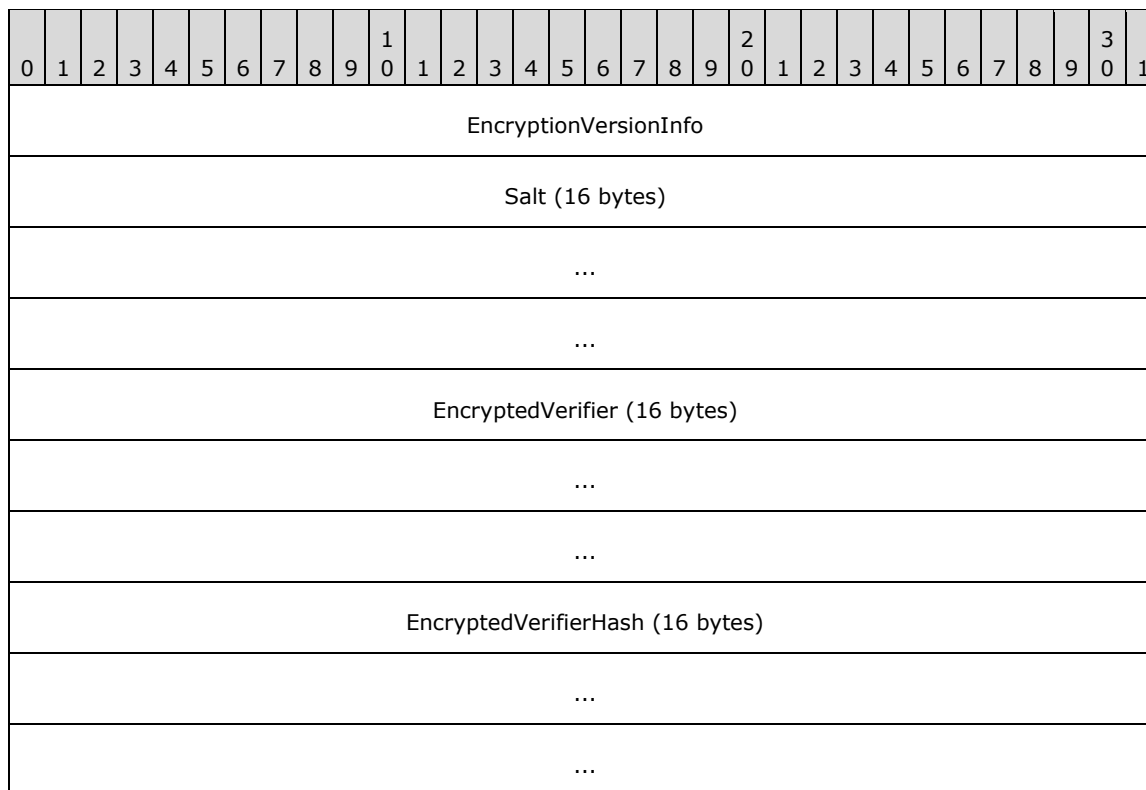 1 2 3
0 1 2 3 4 5 6 7 8 9 0 1 2 3 4 5 6 7 8 9 0 1 2 3 4 5 6 7 8 9 0 1
EncryptionVersionInfo
Salt (16 bytes)
...
...
EncryptedVerifier (16 bytes)
...
...
EncryptedVerifierHash (16 bytes)
...
...